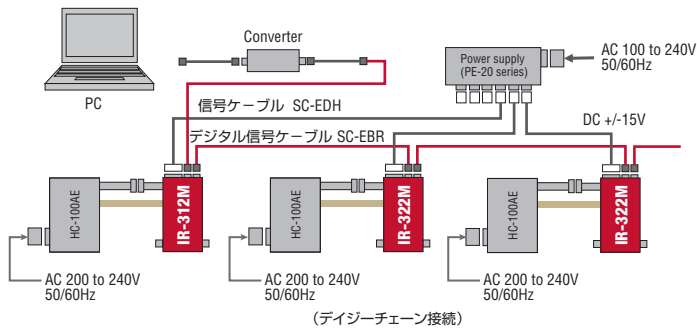 Converter
PC
Power supply
(PE-20 series)
AC 100 to 240V
50/60Hz
信号ケーブル SC-EDH
DC +/-15V
デジタル信号ケーブル SC-EBR
HC-100AE
IR-312M
HC-100AE
IR-322M
HC-100AE
IR-322M
AC 200 to 240V
50/60Hz
AC 200 to 240V
50/60Hz
AC 200 to 240V
50/60Hz
（デイジーチェーン接続）